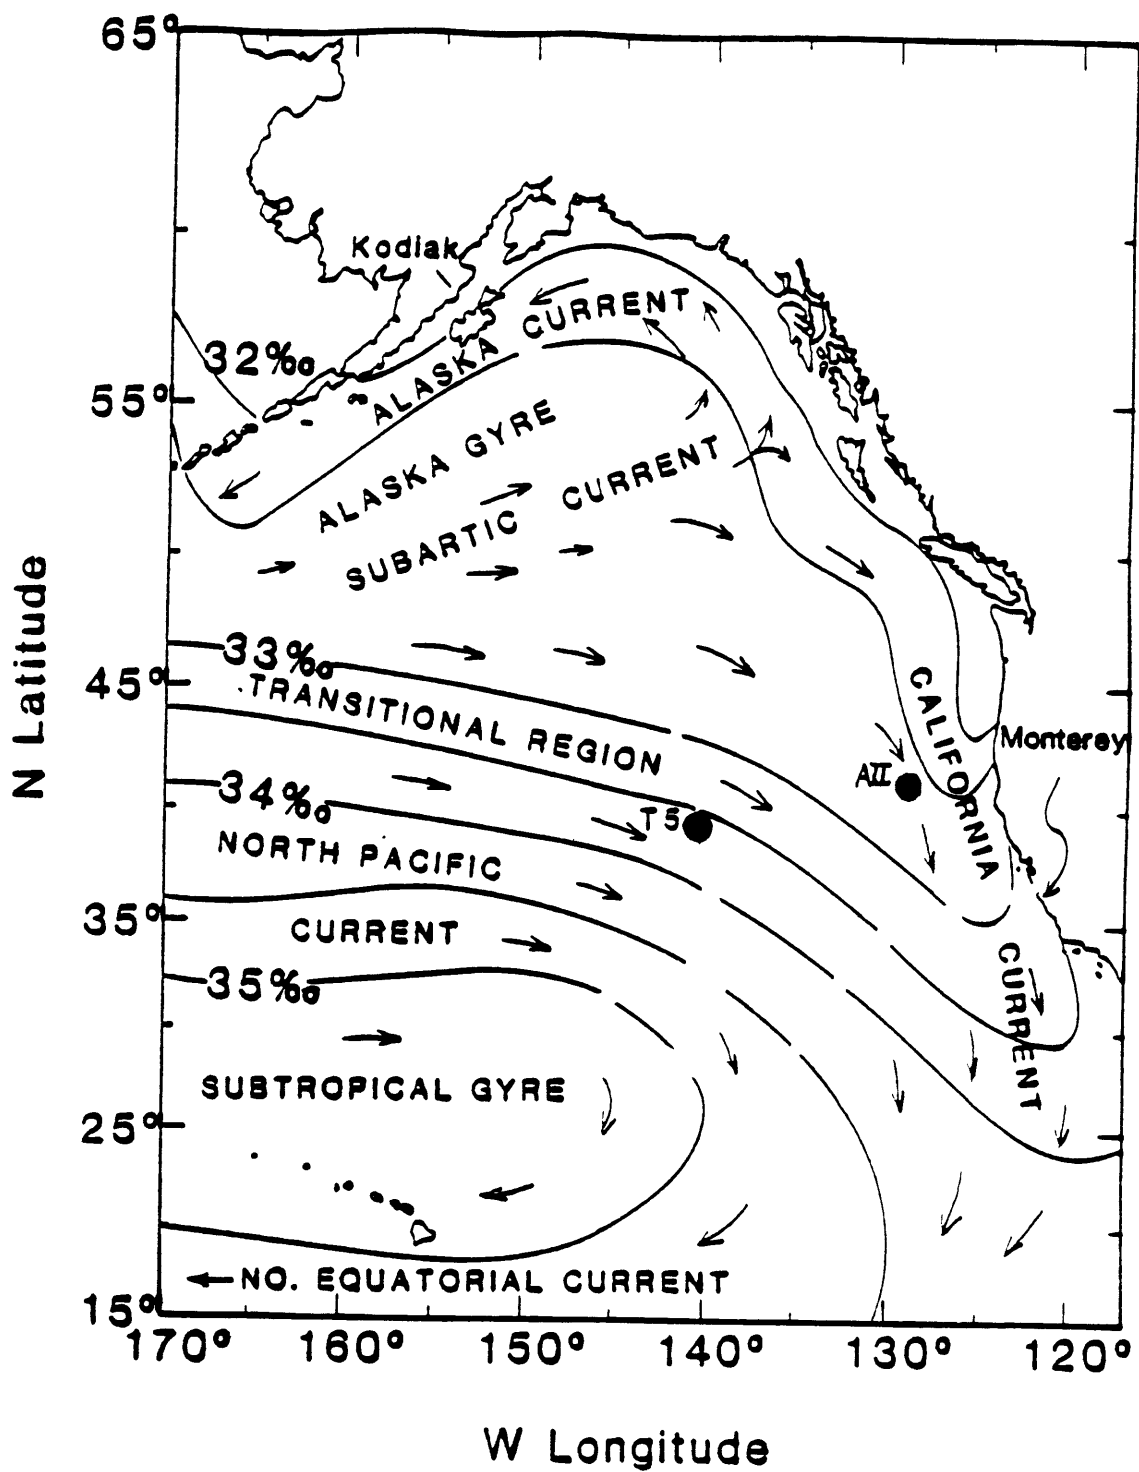 65°
Kodiak
32‰
ALASKA CURRENT
55°
ALASKA GYRE
SUBARTIC CURRENT
33‰
45°
TRANSITIONAL REGION
CALIFORNIA
CURRENT
Monterey
AII
34‰
T5
NORTH PACIFIC
CURRENT
35°
35‰
SUBTROPICAL GYRE
25°
NO. EQUATORIAL CURRENT
15°
170° 160° 150° 140° 130° 120°
N Latitude
W Longitude